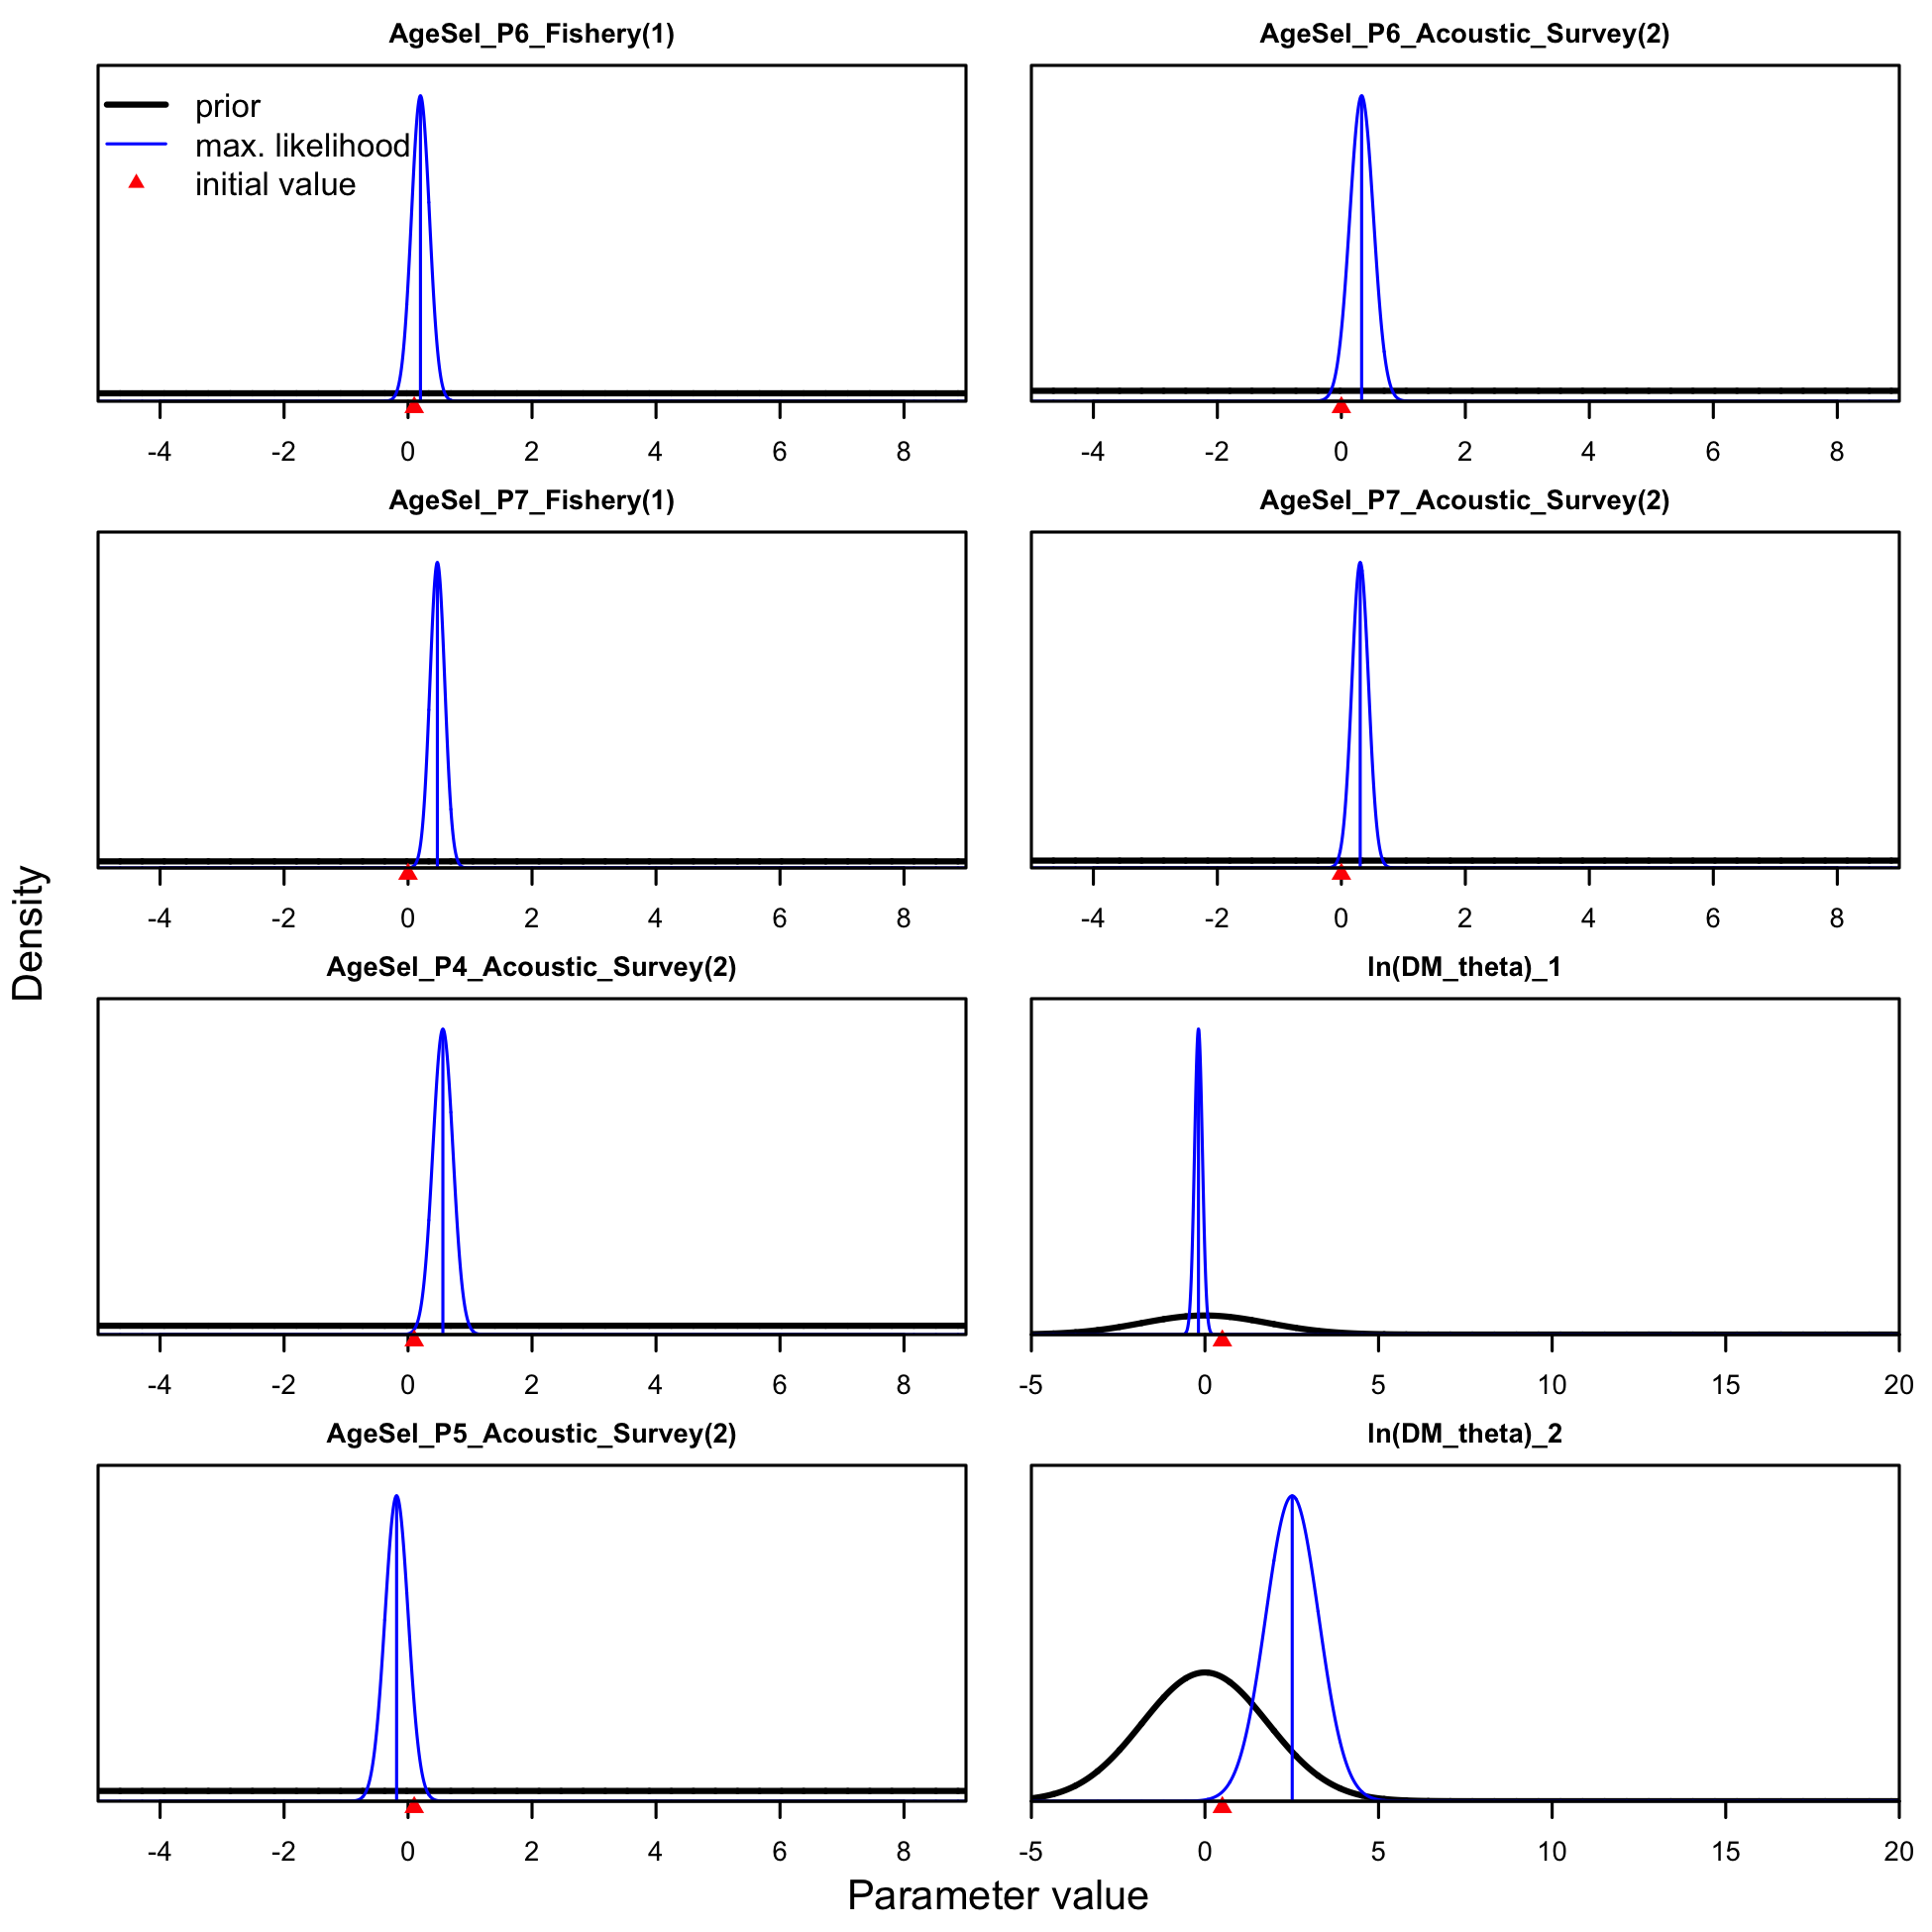 AgeSel_P6_Fishery(1)
prior
max. likelihood
initial value
-4 -2 0 2 4 6 8
AgeSel_P6_Acoustic_Survey(2)
-4 -2 0 2 4 6 8
AgeSel_P7_Fishery(1)
-4 -2 0 2 4 6 8
AgeSel_P7_Acoustic_Survey(2)
-4 -2 0 2 4 6 8
Density
AgeSel_P4_Acoustic_Survey(2)
-4 -2 0 2 4 6 8
ln(DM_theta)_1
-5 0 5 10 15 20
AgeSel_P5_Acoustic_Survey(2)
-4 -2 0 2 4 6 8
ln(DM_theta)_2
-5 0 5 10 15 20
Parameter value